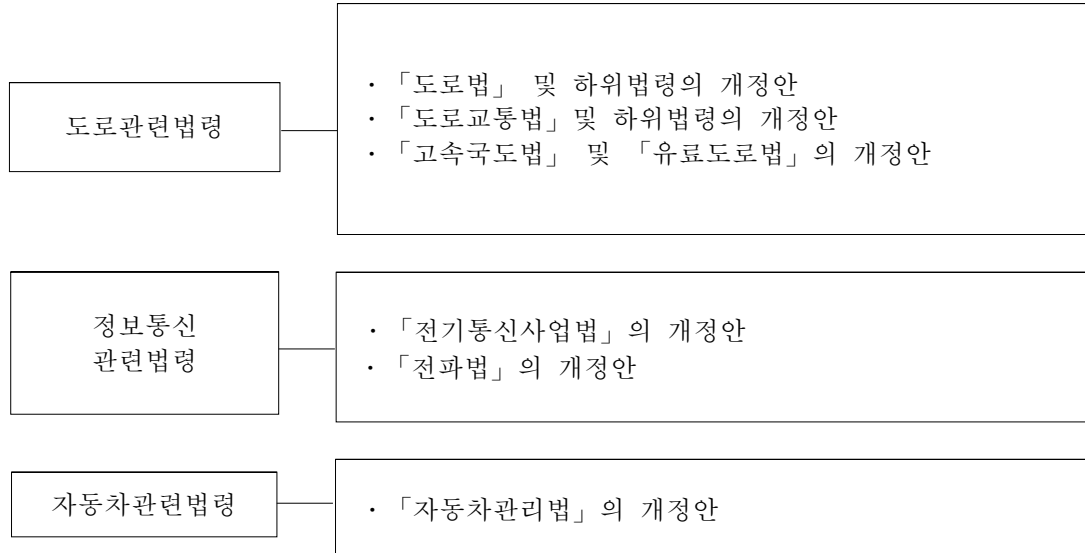 도로관련법령
· 「도로법」 및 하위법령의 개정안
· 「도로교통법」및 하위법령의 개정안
· 「고속국도법」 및 「유료도로법」의 개정안
정보통신
관련법령
· 「전기통신사업법」의 개정안
· 「전파법」의 개정안
자동차관련법령
· 「자동차관리법」의 개정안